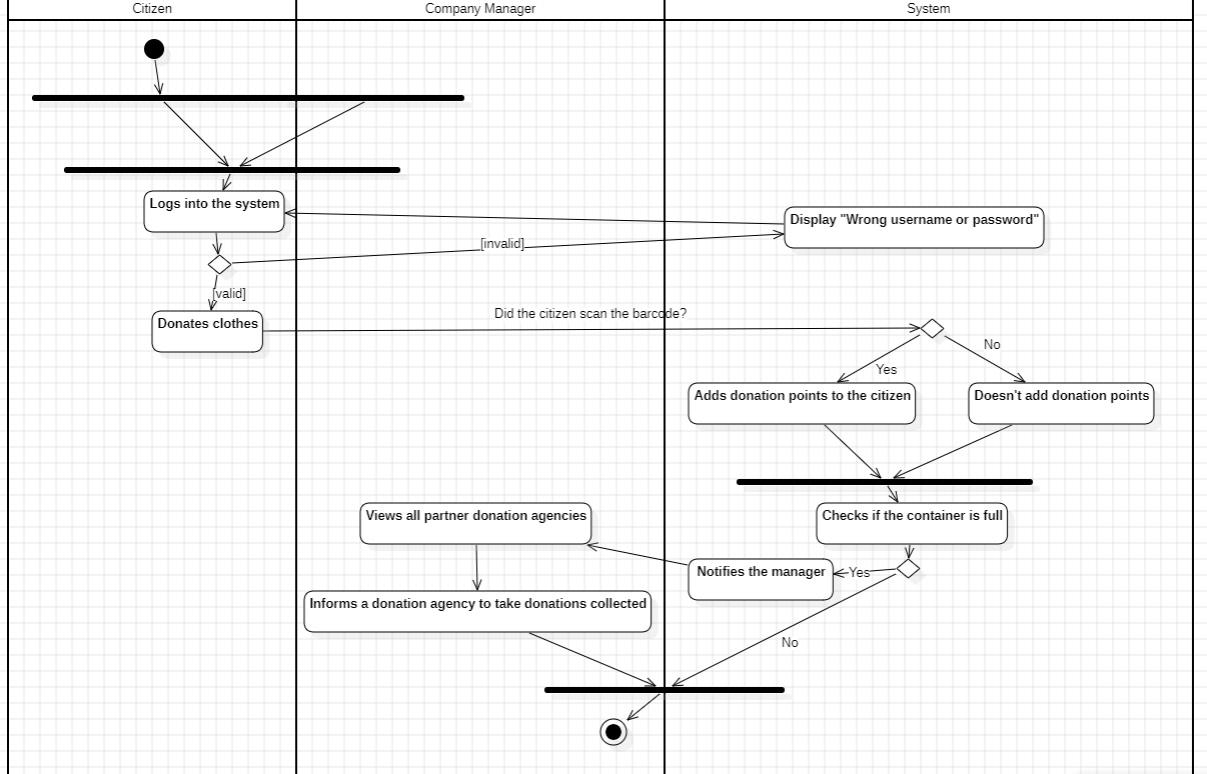 Citizen
Company Manager
System
Logs into the system
Display "Wrong username or password"
[invalid]
[valid]
Donates clothes
Did the citizen scan the barcode?
No
Yes
Adds donation points to the citizen
Doesn't add donation points
Views all partner donation agencies
Checks if the container is full
Notifies the manager
Yes
Informs a donation agency to take donations collected
No